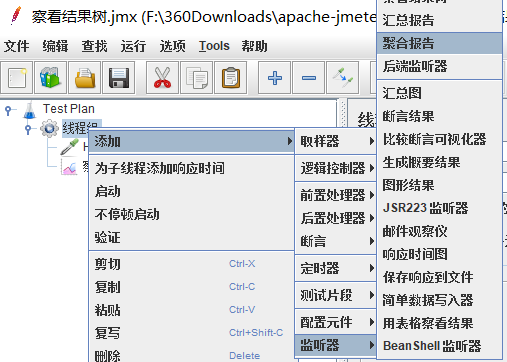 察看结果树.jmx (F:\360Downloads\apache-jmete
文件 编辑 查找 运行 选项 Tools 帮助
Test Plan
线程组
添加
为子线程添加响应时间
启动
不停顿启动
验证
剪切 Ctrl-X
复制 Ctrl-C
粘贴 Ctrl-V
复写 Ctrl+Shift-C
删除 Delete
取样器
逻辑控制器
前置处理器
后置处理器
断言
定时器
测试片段
配置元件
监听器
汇总报告
聚合报告
后端监听器
汇总图
断言结果
比较断言可视化器
生成概要结果
图形结果
JSR223 监听器
邮件观察仪
响应时间图
保存响应到文件
简单数据写入器
用表格察看结果
BeanShell 监听器